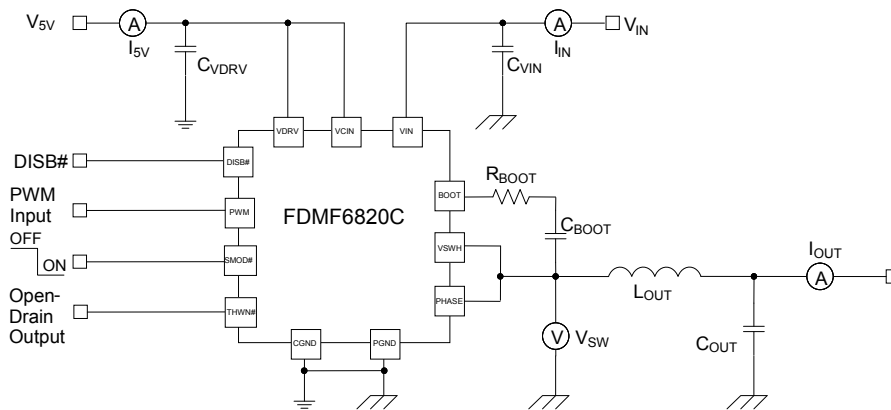 V5V
A
I5V
CVDRV
A
IIN
VIN
CVIN
VDRV
VCIN
VIN
DISB#
DISB#
PWM
Input
PWM
OFF
ON
SMOD#
Open-
Drain
Output
THWN#
FDMF6820C
BOOT
RBOOT
CBOOT
VSWH
PHASE
CGND
PGND
V
VSW
LOUT
IOUT
A
COUT